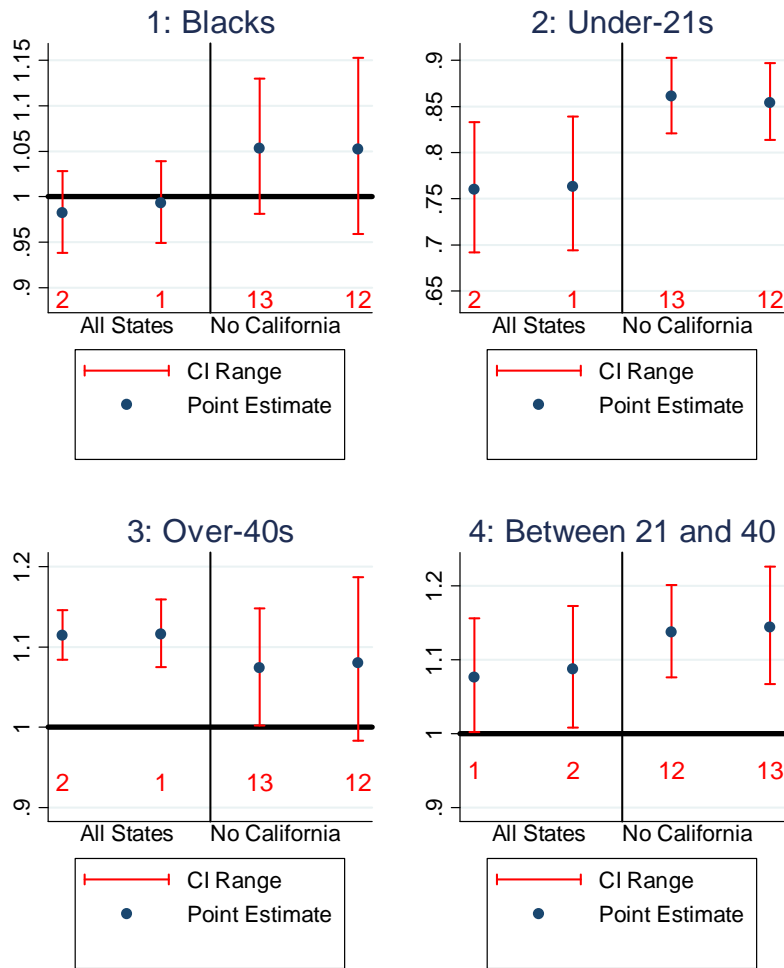 1: Blacks
1.15
1.1
1.05
1
.95
.9
2
1
13
12
All States
No California
CI Range
Point Estimate
2: Under-21s
.9
.85
.8
.75
.7
.65
2
1
13
12
All States
No California
CI Range
Point Estimate
3: Over-40s
1.2
1.1
1
.9
2
1
13
12
All States
No California
CI Range
Point Estimate
4: Between 21 and 40
1.2
1.1
1
.9
1
2
12
13
All States
No California
CI Range
Point Estimate